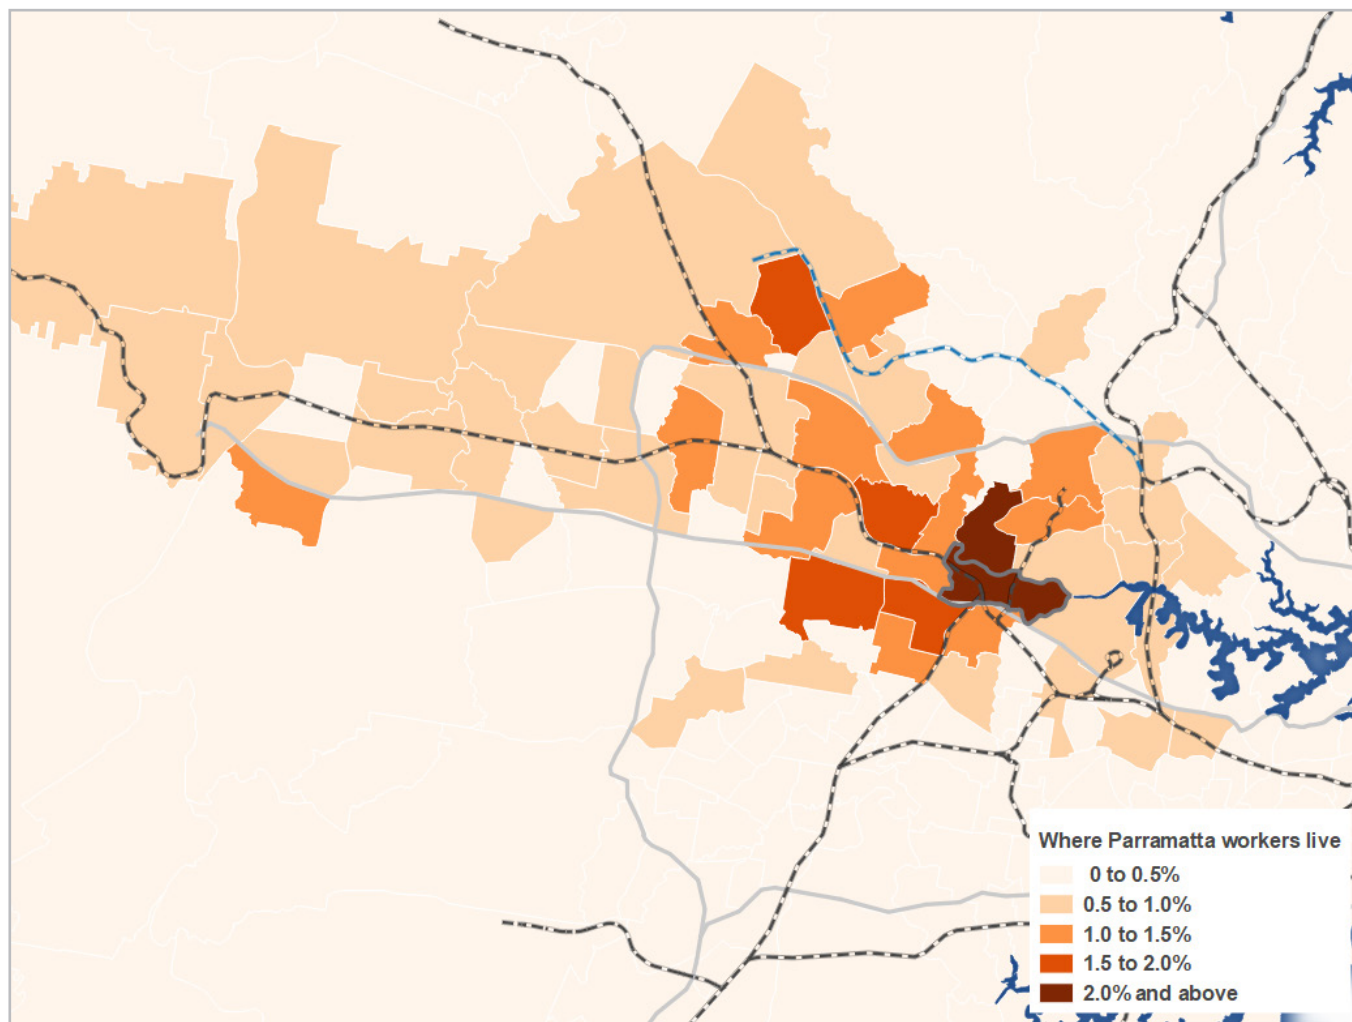 Where Parramatta workers live
0 to 0.5%
0.5 to 1.0%
1.0 to 1.5%
1.5 to 2.0%
2.0% and above